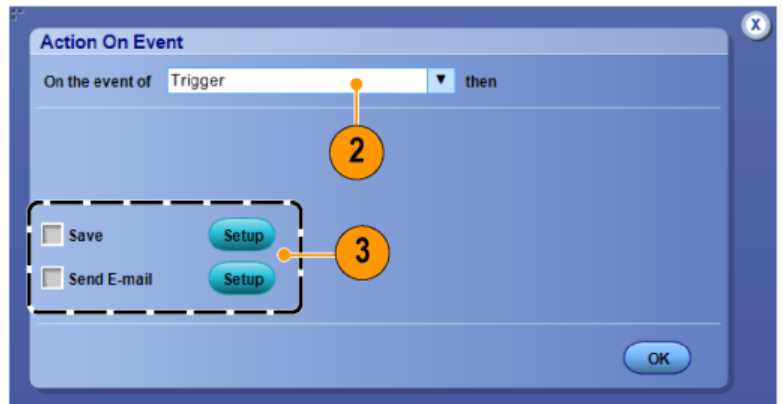 X
Action On Event
On the event of Trigger ▼ then
2
Save Setup
3
Send E-mail Setup
OK